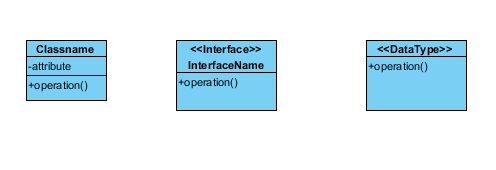 Classname
-attribute
+operation()
<<Interface>>
InterfaceName
+operation()
<<DataType>>
+operation()